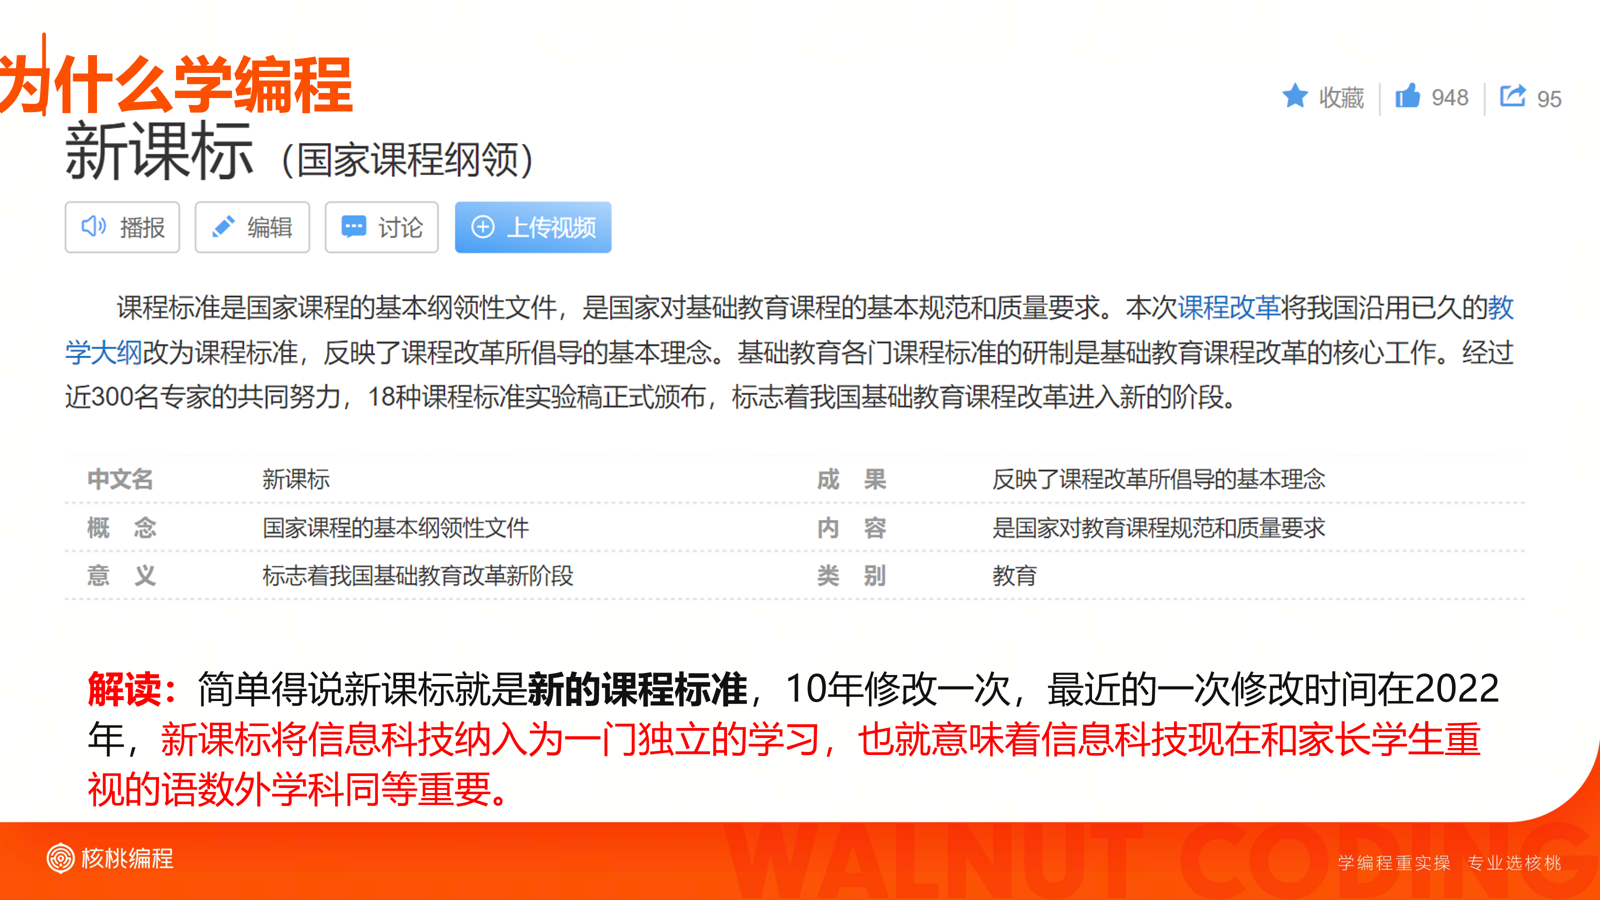 为什么学编程
收藏 948 95
新课标（国家课程纲领）
播报 编辑 讨论 上传视频
课程标准是国家课程的基本纲领性文件，是国家对基础教育课程的基本规范和质量要求。本次课程改革将我国沿用已久的教
学大纲改为课程标准，反映了课程改革所倡导的基本理念。基础教育各门课程标准的研制是基础教育课程改革的核心工作。经过
近300名专家的共同努力，18种课程标准实验稿正式颁布，标志着我国基础教育课程改革进入新的阶段。
中文名 新课标 成 果 反映了课程改革所倡导的基本理念
概 念 国家课程的基本纲领性文件 内 容 是国家对教育课程规范和质量要求
意 义 标志着我国基础教育改革新阶段 类 别 教育
解读：简单得说新课标就是新的课程标准，10年修改一次，最近的一次修改时间在2022
年，新课标将信息科技纳入为一门独立的学习，也就意味着信息科技现在和家长学生重
视的语数外学科同等重要。
核桃编程
WALNUT CODING
学编程重实操 专业选核桃